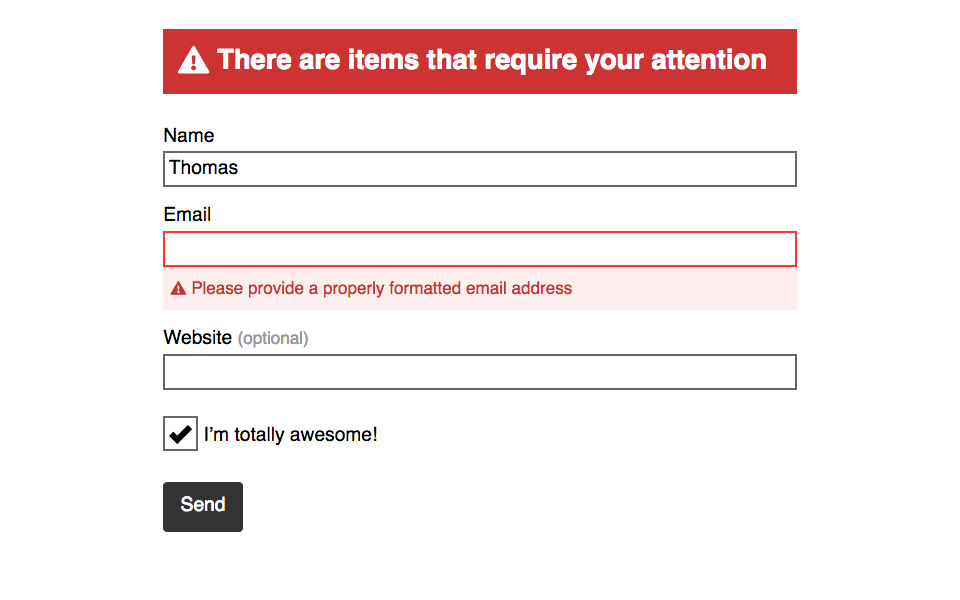 There are items that require your attention
Name
Thomas
Email
Please provide a properly formatted email address
Website (optional)
I’m totally awesome!
Send